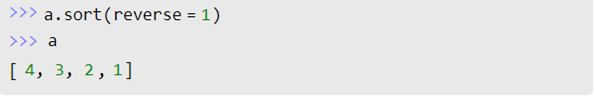 >>> a.sort(reverse = 1)
>>> a
[ 4, 3, 2 , 1]